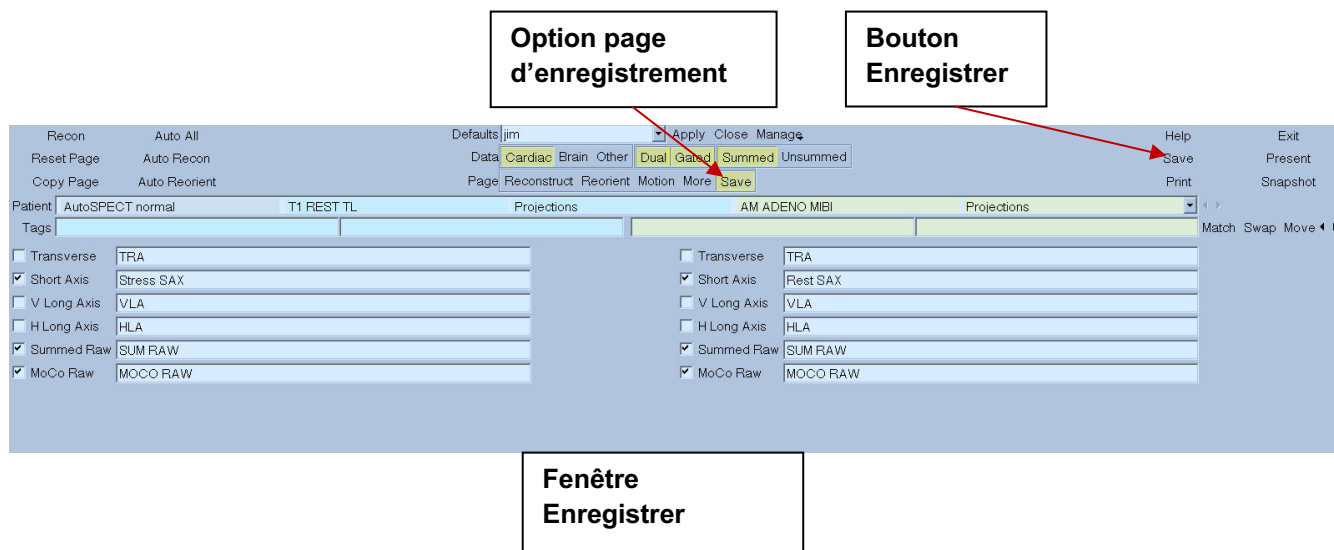 Option page
d'enregistrement
Bouton
Enregistrer
Recon Auto All Defaults jim Apply Close Manage Help Exit
Reset Page Auto Recon Data Cardiac Brain Other Dual Gated Summed Unsummed Save Present
Copy Page Auto Reorient Page Reconstruct Reorient Motion More Save Print Snapshot
Patient AutoSPECT normal T1 REST TL Projections AM ADENO MIBI Projections
Tags Match Swap Move
Transverse TRA Transverse TRA
Short Axis Stress SAX Short Axis Rest SAX
V Long Axis VLA V Long Axis VLA
H Long Axis HLA H Long Axis HLA
Summed Raw SUM RAW Summed Raw SUM RAW
MoCo Raw MOCO RAW MoCo Raw MOCO RAW
Fenêtre
Enregistrer